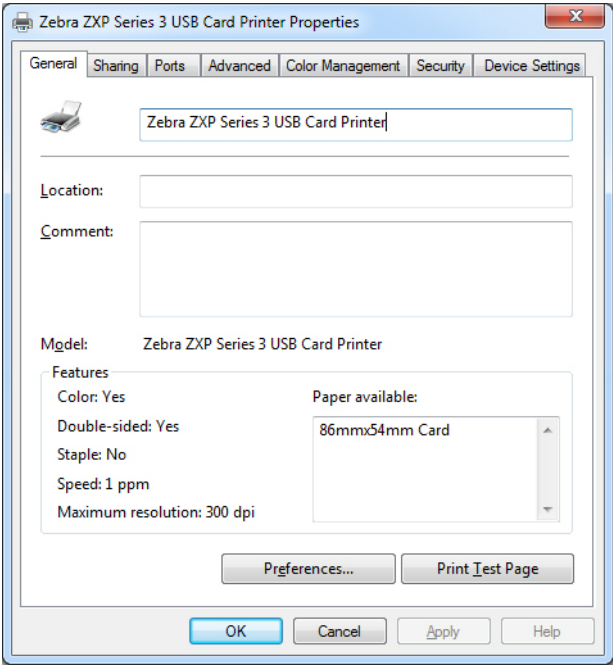 Zebra ZXP Series 3 USB Card Printer Properties
General Sharing Ports Advanced Color Management Security Device Settings
Zebra ZXP Series 3 USB Card Printer
Location:
Comment:
Model: Zebra ZXP Series 3 USB Card Printer
Features
Color: Yes Paper available:
Double-sided: Yes 86mmx54mm Card
Staple: No
Speed: 1 ppm
Maximum resolution: 300 dpi
Preferences... Print Test Page
OK Cancel Apply Help